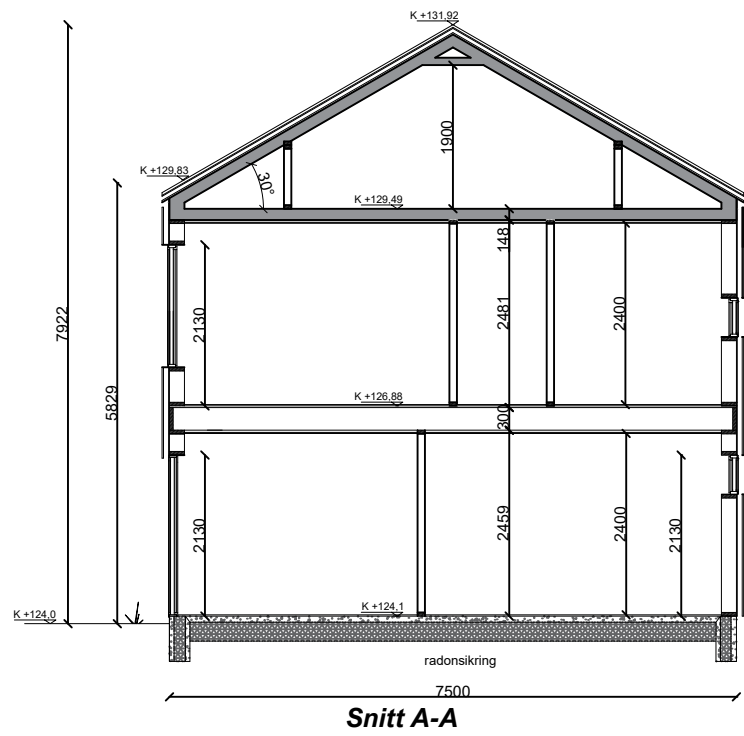 K +131,92
1900
K +129,83
30°
K +129,49
148
7922
5829
2130
2481
2400
K +126,88
300
2130
2459
2400
2130
K +124,0
K +124,1
radonsikring
7500
Snitt A-A